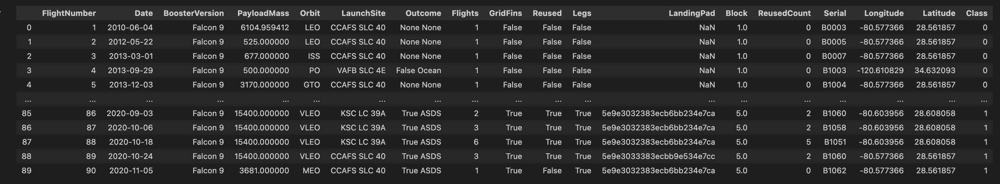 FlightNumber Date BoosterVersion PayloadMass Orbit LaunchSite Outcome Flights GridFins Reused Legs LandingPad Block ReusedCount Serial Longitude Latitude Class
0 1 2010-06-04 Falcon 9 6104.959412 LEO CCAFS SLC 40 None None 1 False False False NaN 1.0 0 B0003 -80.577366 28.561857 0
1 2 2012-05-22 Falcon 9 525.000000 LEO CCAFS SLC 40 None None 1 False False False NaN 1.0 0 B0005 -80.577366 28.561857 0
2 3 2013-03-01 Falcon 9 677.000000 ISS CCAFS SLC 40 None None 1 False False False NaN 1.0 0 B0007 -80.577366 28.561857 0
3 4 2013-09-29 Falcon 9 500.000000 PO VAFB SLC 4E False Ocean 1 False False False NaN 1.0 0 B1003 -120.610829 34.632093 0
4 5 2013-12-03 Falcon 9 3170.000000 GTO CCAFS SLC 40 None None 1 False False False NaN 1.0 0 B1004 -80.577366 28.561857 0
... ... ... ... ... ... ... ... ... ... ... ... ... ... ... ... ... ... ...
85 86 2020-09-03 Falcon 9 15400.000000 VLEO KSC LC 39A True ASDS 2 True True True 5e9e3032383ecb6bb234e7ca 5.0 2 B1060 -80.603956 28.608058 1
86 87 2020-10-06 Falcon 9 15400.000000 VLEO KSC LC 39A True ASDS 3 True True True 5e9e3032383ecb6bb234e7ca 5.0 2 B1058 -80.603956 28.608058 1
87 88 2020-10-18 Falcon 9 15400.000000 VLEO KSC LC 39A True ASDS 6 True True True 5e9e3032383ecb6bb234e7ca 5.0 5 B1051 -80.603956 28.608058 1
88 89 2020-10-24 Falcon 9 15400.000000 VLEO CCAFS SLC 40 True ASDS 3 True True True 5e9e3033383ecbb9e534e7cc 5.0 2 B1060 -80.577366 28.561857 1
89 90 2020-11-05 Falcon 9 3681.000000 MEO CCAFS SLC 40 True ASDS 1 True False True 5e9e3032383ecb6bb234e7ca 5.0 0 B1062 -80.577366 28.561857 1